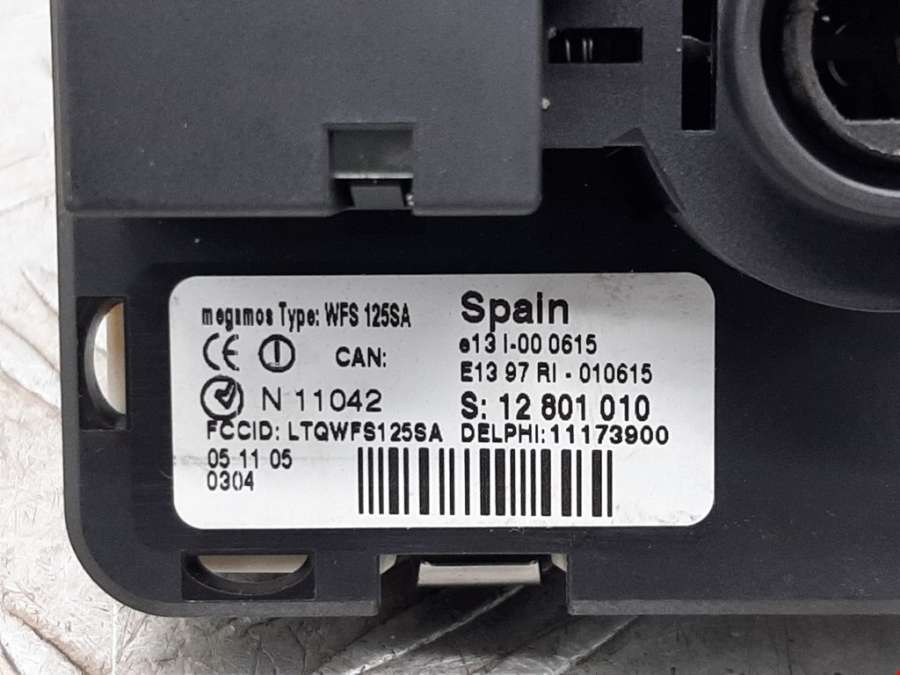 megamos Type: WFS 125SA
CE CAN:
N 11042
FCCID: LTQWFS125SA
05 11 05
0304
Spain
e13 I-00 0615
E13 97 RI - 010615
S: 12 801 010
DELPHI:11173900